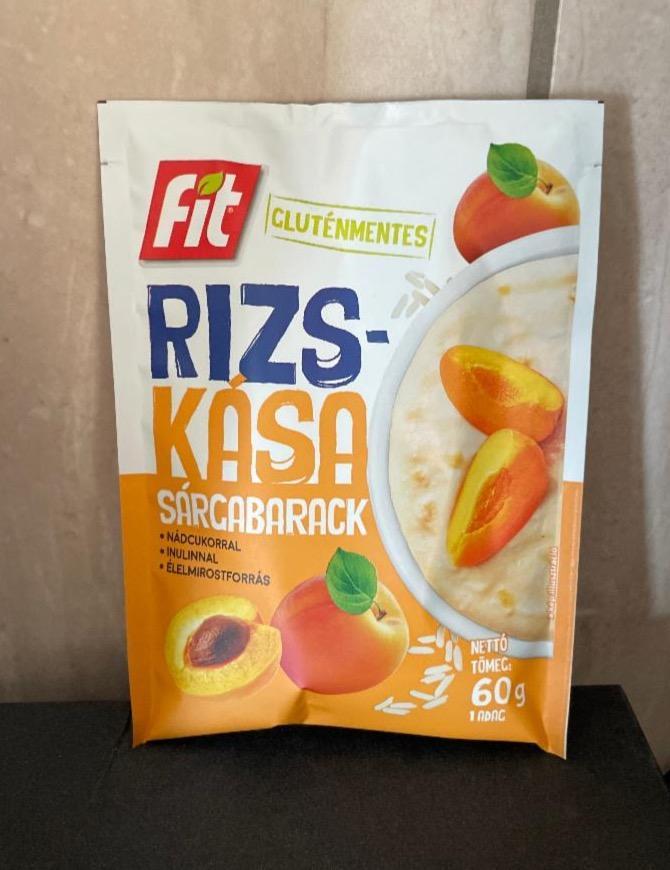 fit
GLUTÉNMENTES
RIZS-
KÁSA
SÁRGABARACK
• NÁDCUKORRAL
• INULINNAL
• ÉLELMIROSTFORRÁS
NETTÓ
TÖMEG:
60g
1 ADAG